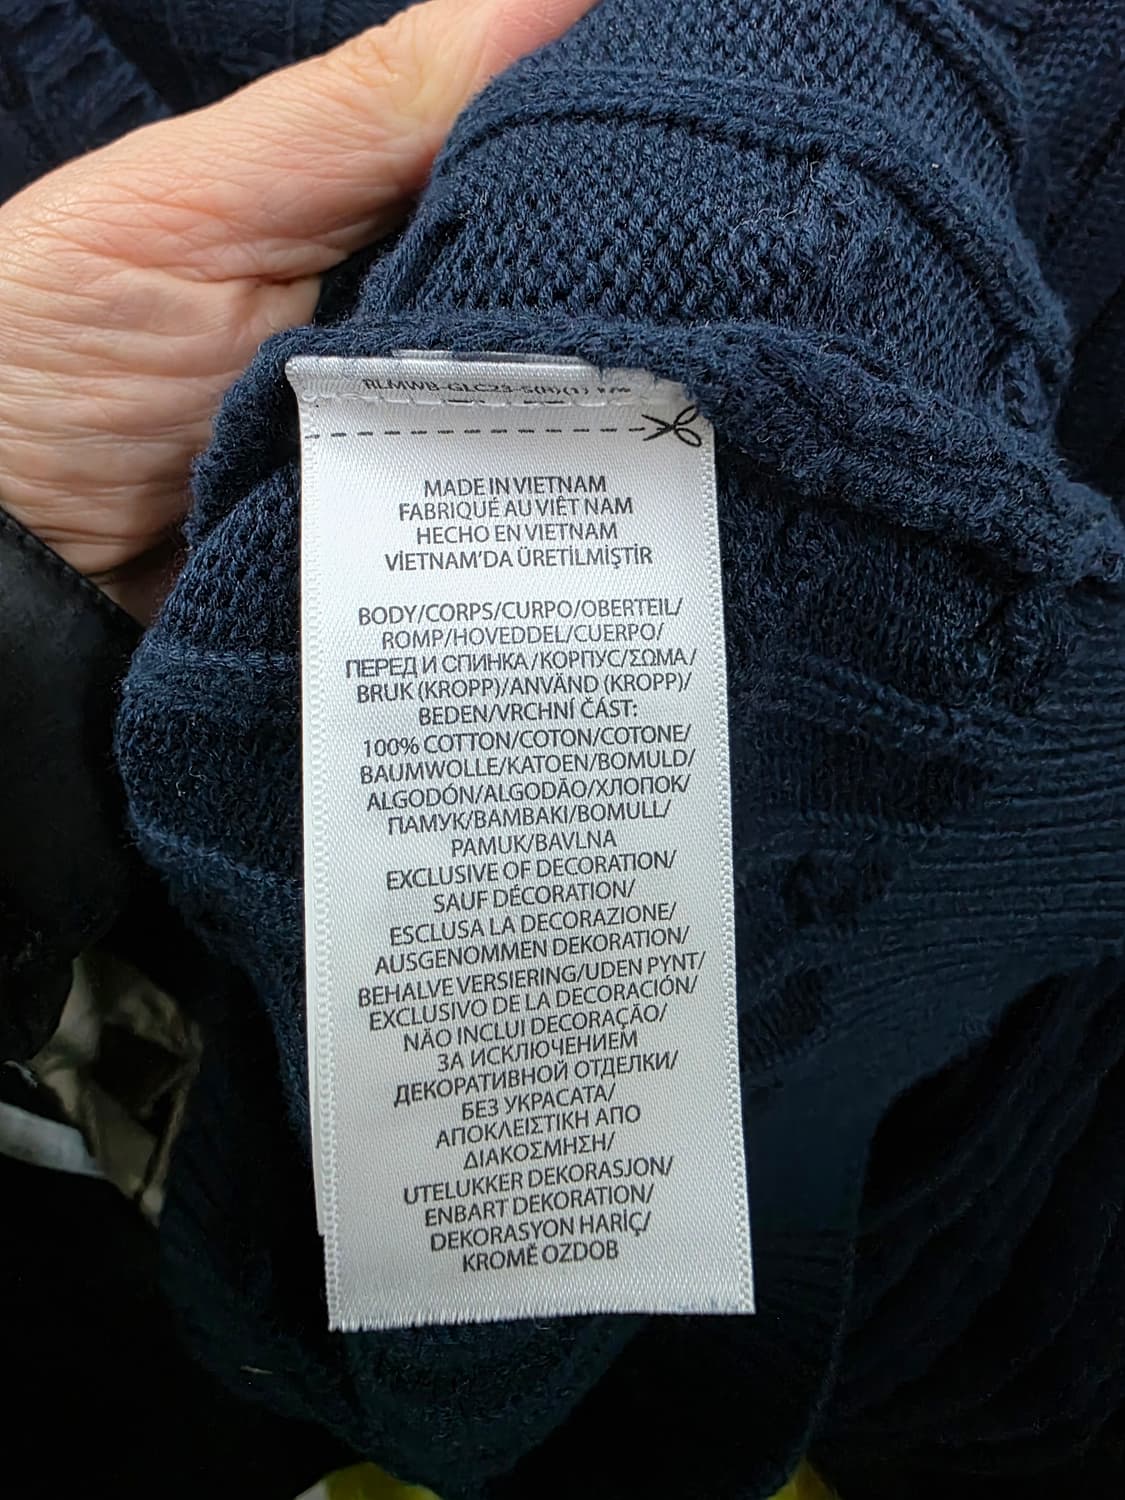 RLMWB-GLC23-S(R)(1)
MADE IN VIETNAM
FABRIQUÉ AU VIÊT NAM
HECHO EN VIETNAM
VİETNAM'DA ÜRETİLMİŞTİR
BODY/CORPS/CURPO/OBERTEIL/
ROMP/HOVEDDEL/CUERPO/
ПЕРЕД И СПИНКА/КОРПУС/ΣΩΜΑ/
BRUK (KROPP)/ANVÄND (KROPP)/
BEDEN/VRCHNÍ ČÁST:
100% COTTON/COTON/COTONE/
BAUMWOLLE/KATOEN/BOMULD/
ALGODÓN/ALGODÃO/ХЛОПОК/
ПАМУК/BAMBAKI/BOMULL/
PAMUK/BAVLNA
EXCLUSIVE OF DECORATION/
SAUF DÉCORATION/
ESCLUSA LA DECORAZIONE/
AUSGENOMMEN DEKORATION/
BEHALVE VERSIERING/UDEN PYNT/
EXCLUSIVO DE LA DECORACIÓN/
NÃO INCLUI DECORAÇÃO/
ЗА ИСКЛЮЧЕНИЕМ
ДЕКОРАТИВНОЙ ОТДЕЛКИ/
БЕЗ УКРАСАТА/
ΑΠΟΚΛΕΙΣΤΙΚΗ ΑΠΟ
ΔΙΑΚΟΣΜΗΣΗ/
UTELUKKER DEKORASJON/
ENBART DEKORATION/
DEKORASYON HARİÇ/
KROMĚ OZDOB